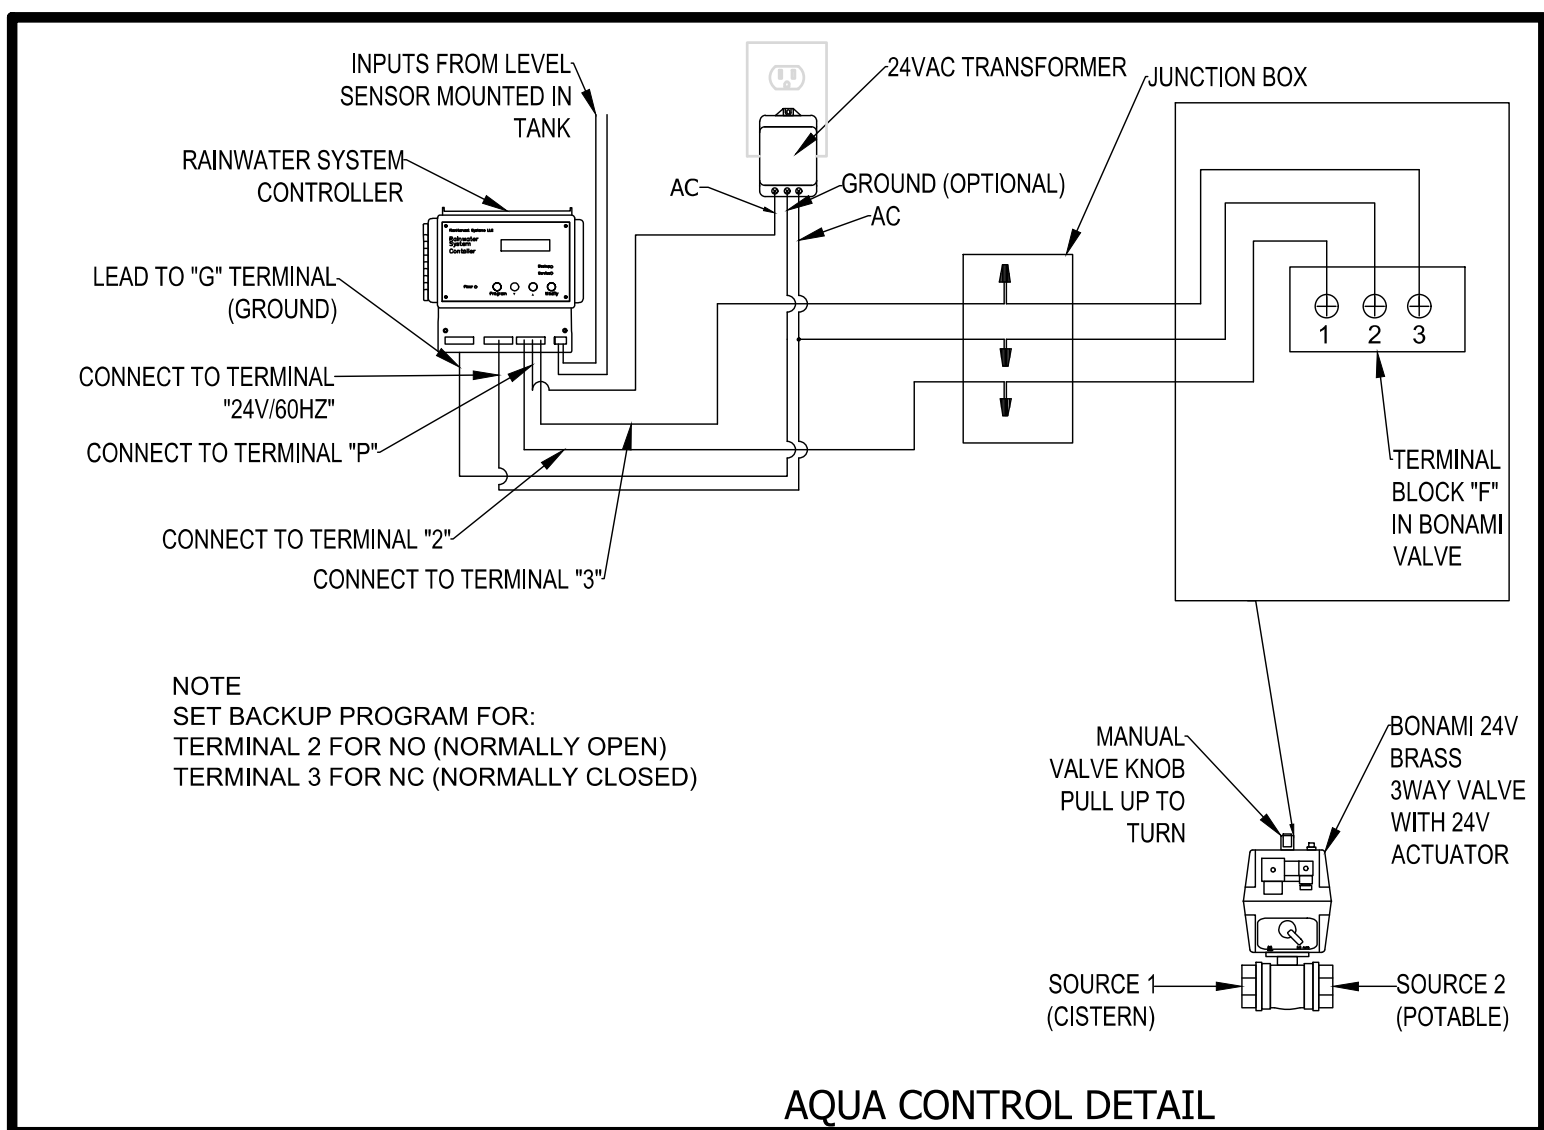 INPUTS FROM LEVEL
SENSOR MOUNTED IN
TANK
24VAC TRANSFORMER
JUNCTION BOX
RAINWATER SYSTEM
CONTROLLER
AC
GROUND (OPTIONAL)
AC
Rainwater
System
Contoller
Program
LEAD TO "G" TERMINAL
(GROUND)
CONNECT TO TERMINAL
"24V/60HZ"
CONNECT TO TERMINAL "P"
CONNECT TO TERMINAL "2"
CONNECT TO TERMINAL "3"
1 2 3
TERMINAL
BLOCK "F"
IN BONAMI
VALVE
NOTE
SET BACKUP PROGRAM FOR:
TERMINAL 2 FOR NO (NORMALLY OPEN)
TERMINAL 3 FOR NC (NORMALLY CLOSED)
MANUAL
VALVE KNOB
PULL UP TO
TURN
BONAMI 24V
BRASS
3WAY VALVE
WITH 24V
ACTUATOR
SOURCE 1
(CISTERN)
SOURCE 2
(POTABLE)
AQUA CONTROL DETAIL